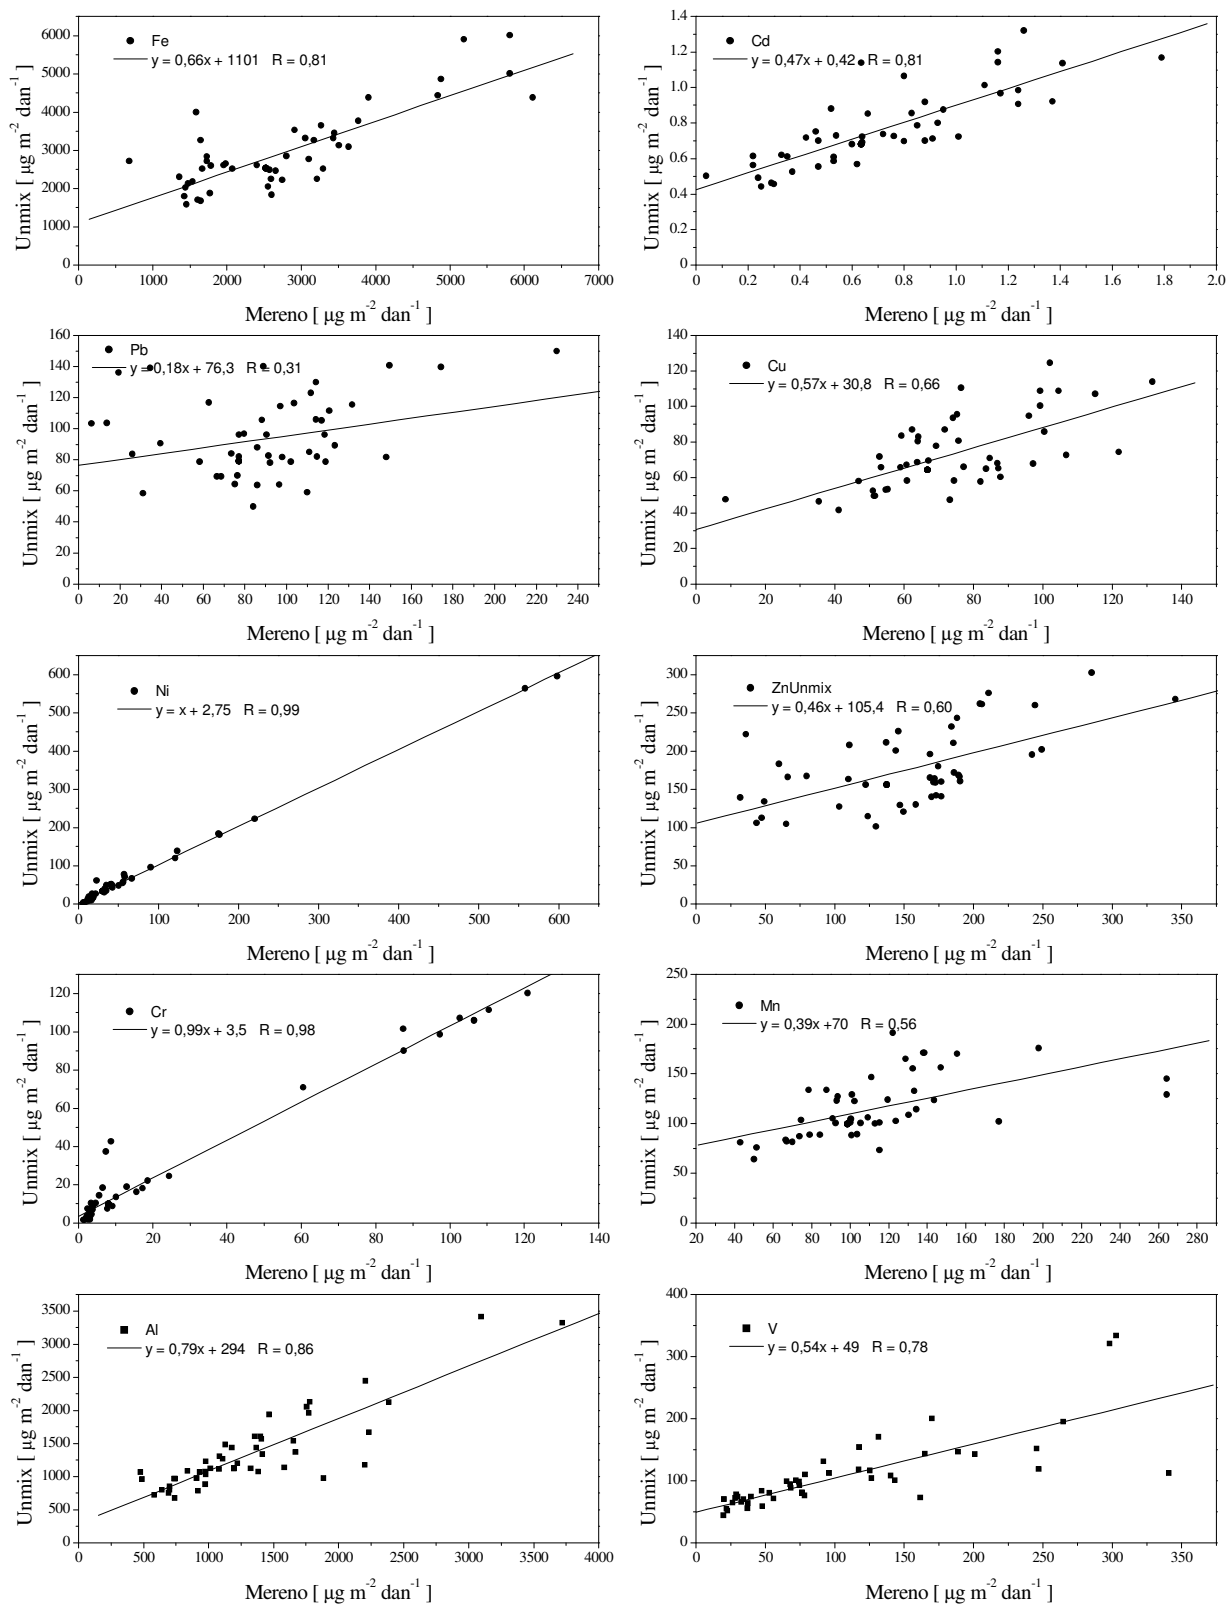 Fe
y = 0,66x + 1101 R = 0,81
6000
5000
4000
3000
2000
1000
0
0 1000 2000 3000 4000 5000 6000 7000
Unmix [ µg m⁻² dan⁻¹ ]
Mereno [ µg m⁻² dan⁻¹ ]
Cd
y = 0,47x + 0,42 R = 0,81
1.4
1.2
1.0
0.8
0.6
0.4
0.2
0.0
0.0 0.2 0.4 0.6 0.8 1.0 1.2 1.4 1.6 1.8 2.0
Unmix [ µg m⁻² dan⁻¹ ]
Mereno [ µg m⁻² dan⁻¹ ]
Pb
y = 0,18x + 76,3 R = 0,31
160
140
120
100
80
60
40
20
0
0 20 40 60 80 100 120 140 160 180 200 220 240
Unmix [ µg m⁻² dan⁻¹ ]
Mereno [ µg m⁻² dan⁻¹ ]
Cu
y = 0,57x + 30,8 R = 0,66
140
120
100
80
60
40
20
0
0 20 40 60 80 100 120 140
Unmix [ µg m⁻² dan⁻¹ ]
Mereno [ µg m⁻² dan⁻¹ ]
Ni
y = x + 2,75 R = 0,99
600
500
400
300
200
100
0
0 100 200 300 400 500 600
Unmix [ µg m⁻² dan⁻¹ ]
Mereno [ µg m⁻² dan⁻¹ ]
ZnUnmix
y = 0,46x + 105,4 R = 0,60
300
250
200
150
100
50
0
0 50 100 150 200 250 300 350
Unmix [ µg m⁻² dan⁻¹ ]
Mereno [ µg m⁻² dan⁻¹ ]
Cr
y = 0,99x + 3,5 R = 0,98
120
100
80
60
40
20
0
0 20 40 60 80 100 120 140
Unmix [ µg m⁻² dan⁻¹ ]
Mereno [ µg m⁻² dan⁻¹ ]
Mn
y = 0,39x +70 R = 0,56
250
200
150
100
50
0
20 40 60 80 100 120 140 160 180 200 220 240 260 280
Unmix [ µg m⁻² dan⁻¹ ]
Mereno [ µg m⁻² dan⁻¹ ]
Al
y = 0,79x + 294 R = 0,86
3500
3000
2500
2000
1500
1000
500
0
0 500 1000 1500 2000 2500 3000 3500 4000
Unmix [ µg m⁻² dan⁻¹ ]
Mereno [ µg m⁻² dan⁻¹ ]
V
y = 0,54x + 49 R = 0,78
400
300
200
100
0
0 50 100 150 200 250 300 350
Unmix [ µg m⁻² dan⁻¹ ]
Mereno [ µg m⁻² dan⁻¹ ]